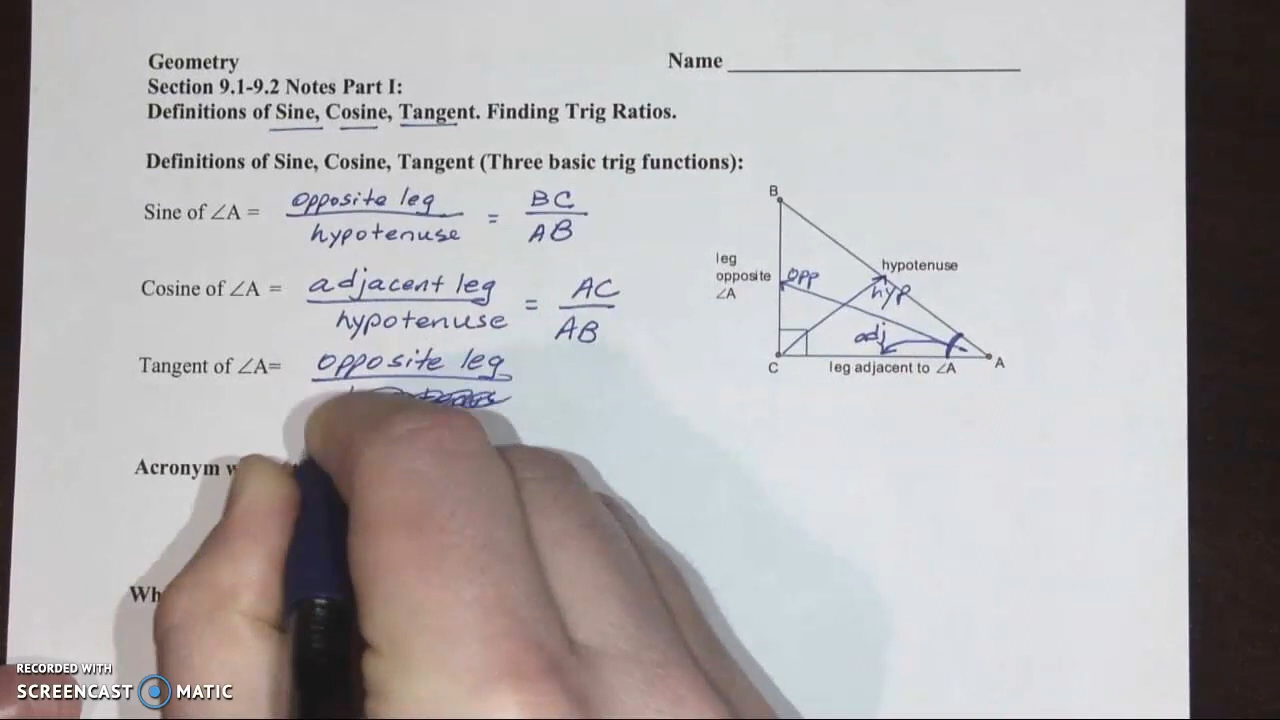 Geometry
Name
Section 9.1-9.2 Notes Part I:
Definitions of Sine, Cosine, Tangent. Finding Trig Ratios.
Definitions of Sine, Cosine, Tangent (Three basic trig functions):
Sine of ∠A = opposite leg = BC
hypotenuse AB
Cosine of ∠A = adjacent leg = AC
hypotenuse AB
Tangent of ∠A= opposite leg
B
leg
opposite
∠A
opp
hypotenuse
hyp
adj
C
leg adjacent to ∠A
A
Acronym
Wh
RECORDED WITH
SCREENCAST MATIC